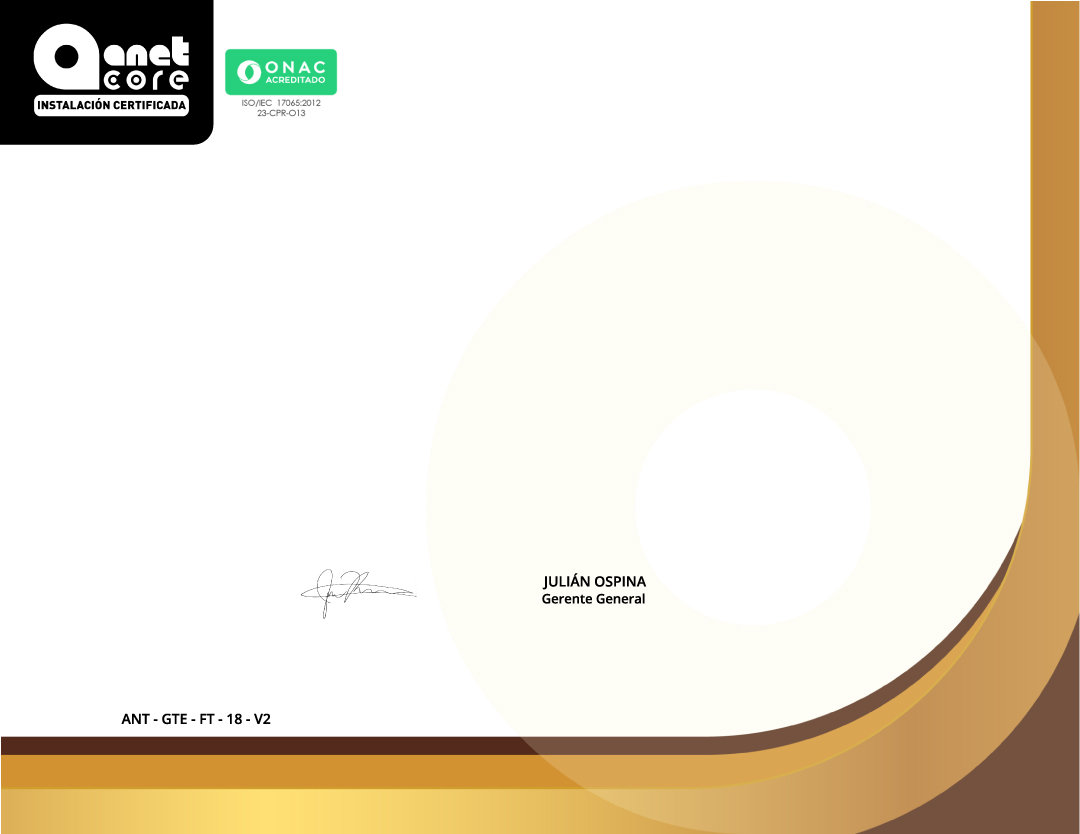 anet
core
INSTALACIÓN CERTIFICADA
ONAC
ACREDITADO
ISO/IEC 17065:2012
23-CPR-O13
JULIÁN OSPINA
Gerente General
ANT - GTE - FT - 18 - V2